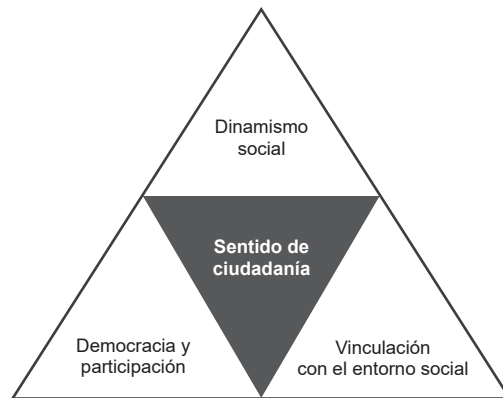 Dinamismo
social
Sentido de
ciudadanía
Democracia y
participación
Vinculación
con el entorno social